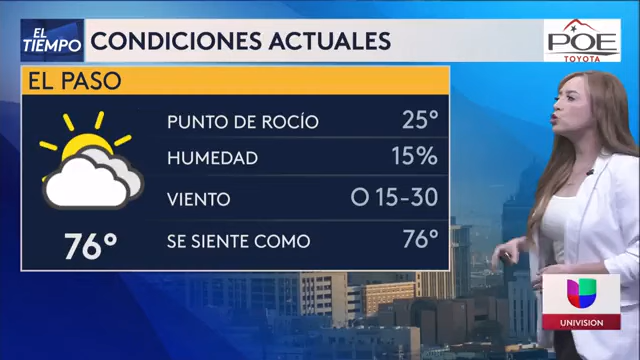 EL TIEMPO
CONDICIONES ACTUALES
POE
TOYOTA
EL PASO
PUNTO DE ROCÍO 25°
HUMEDAD 15%
VIENTO O 15-30
76° SE SIENTE COMO 76°
UNIVISION